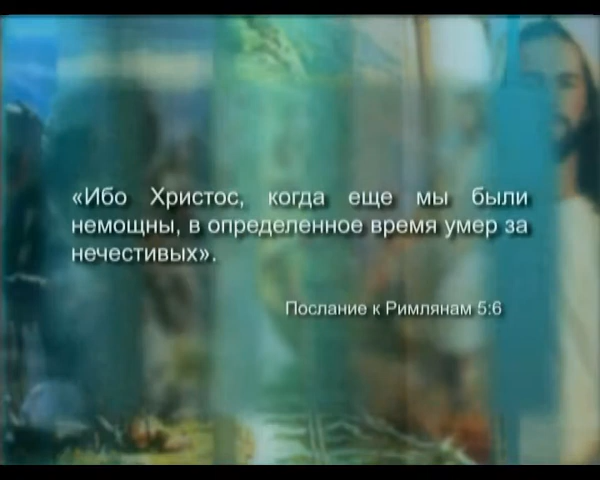 «Ибо Христос, когда еще мы были
немощны, в определенное время умер за
нечестивых».
Послание к Римлянам 5:6